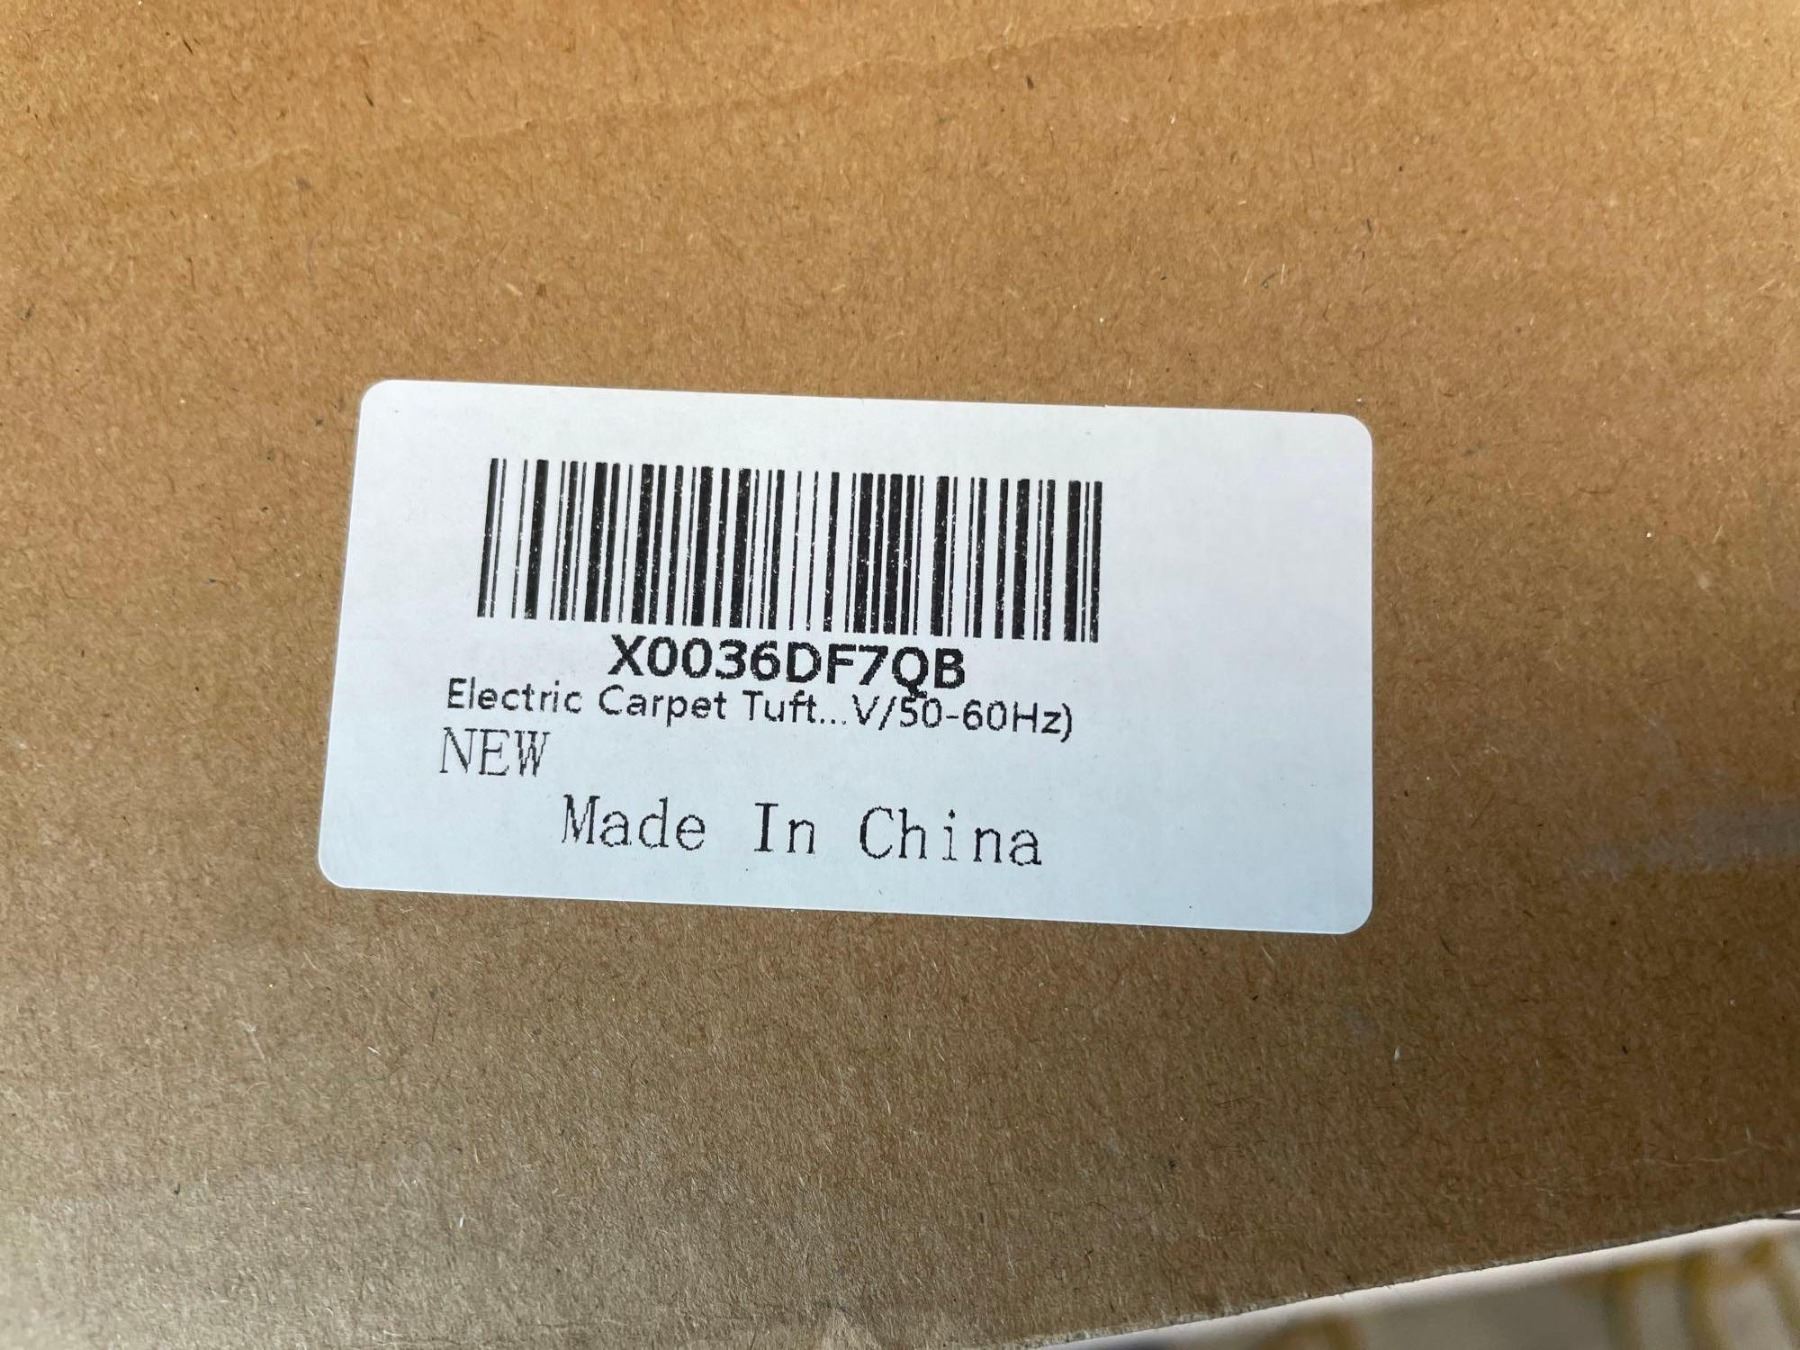 X0036DF7QB
Electric Carpet Tuft...V/50-60Hz)
NEW
Made In China